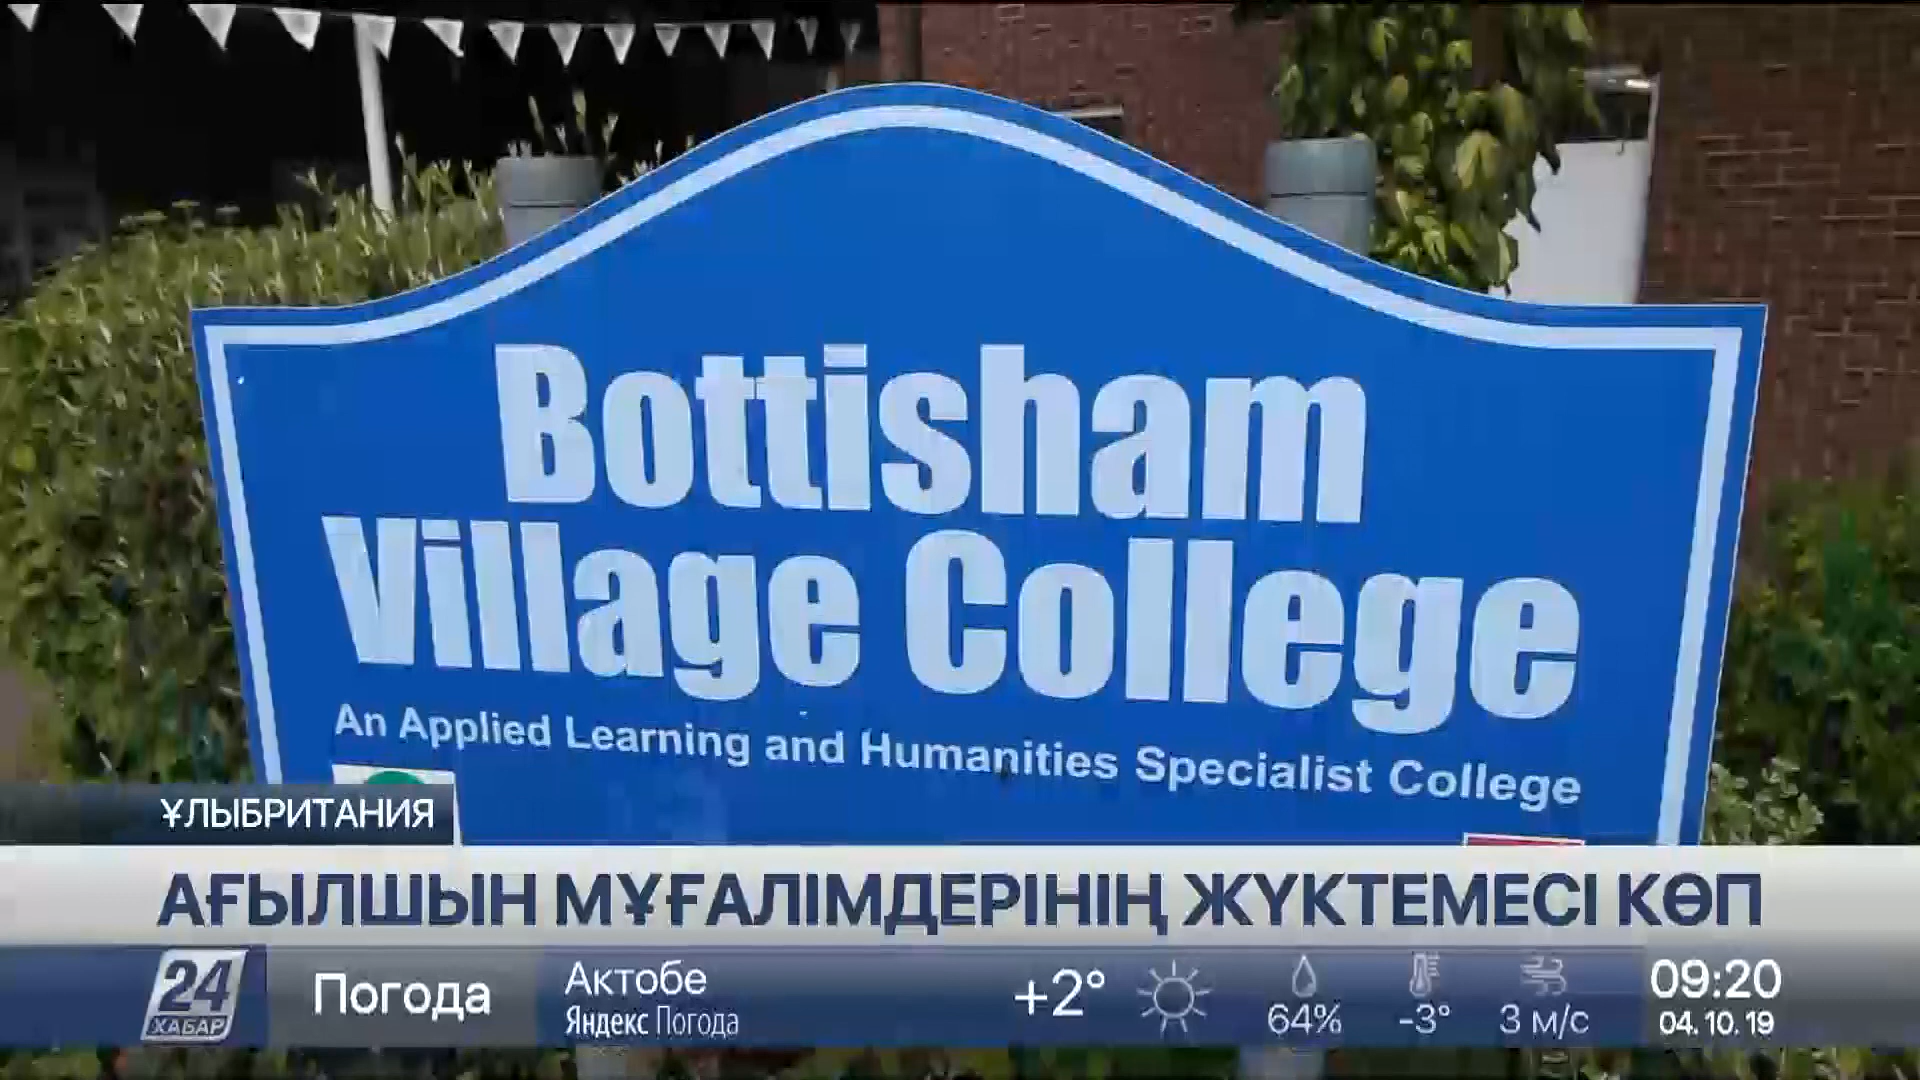 Bottisham
Village College
An Applied Learning and Humanities Specialist College
ҰЛЫБРИТАНИЯ
АҒЫЛШЫН МҰҒАЛІМДЕРІНІҢ ЖҮКТЕМЕСІ КӨП
24
ХАБАР
Погода
Актобе
Яндекс Погода
+2°
64%
-3°
3 м/с
09:20
04.10.19